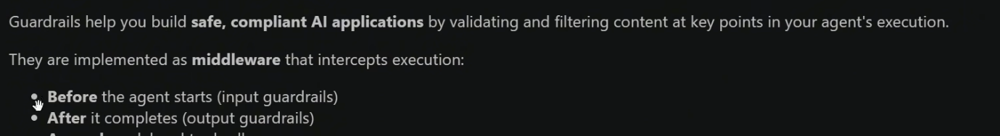 Guardrails help you build safe, compliant AI applications by validating and filtering content at key points in your agent's execution.
They are implemented as middleware that intercepts execution:
• Before the agent starts (input guardrails)
• After it completes (output guardrails)